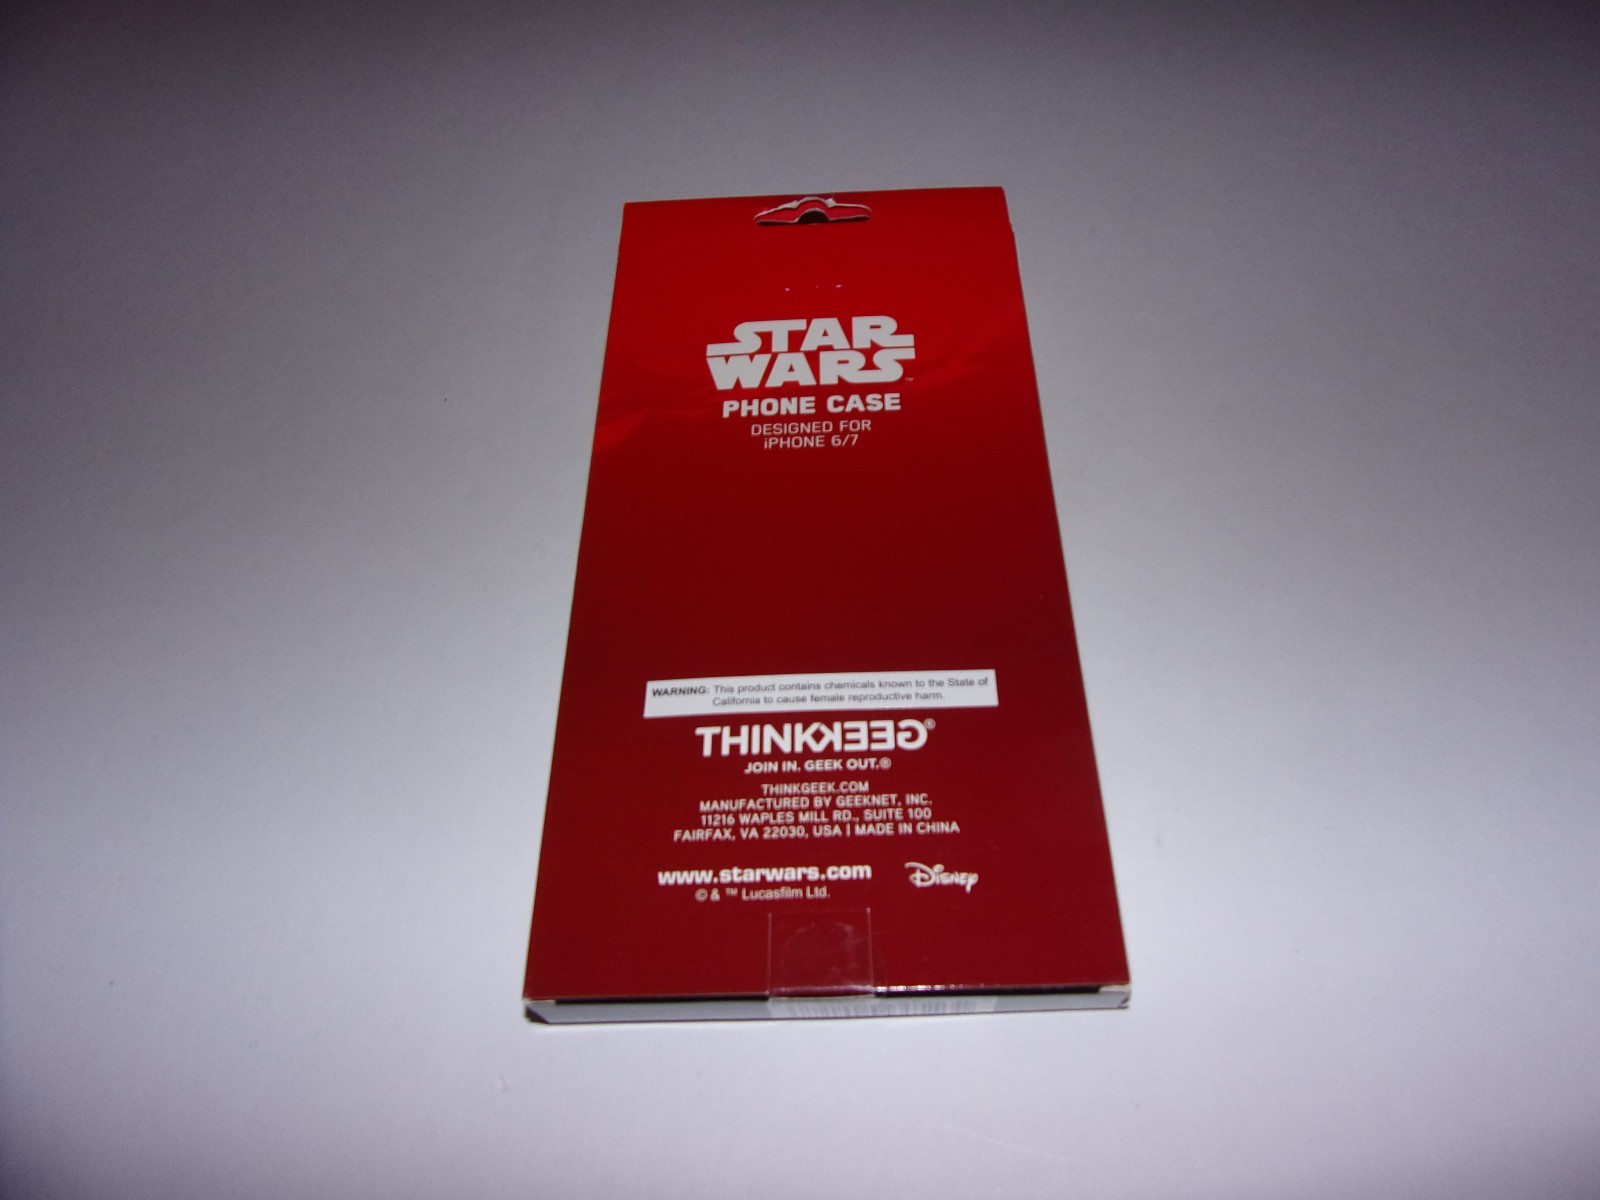 STAR
WARS™
PHONE CASE
DESIGNED FOR
iPHONE 6/7
WARNING: This product contains chemicals known to the State of
California to cause female reproductive harm.
THINKGEEK®
JOIN IN. GEEK OUT.®
THINKGEEK.COM
MANUFACTURED BY GEEKNET, INC.
11216 WAPLES MILL RD., SUITE 100
FAIRFAX, VA 22030, USA | MADE IN CHINA
www.starwars.com
Disney
© & ™ Lucasfilm Ltd.